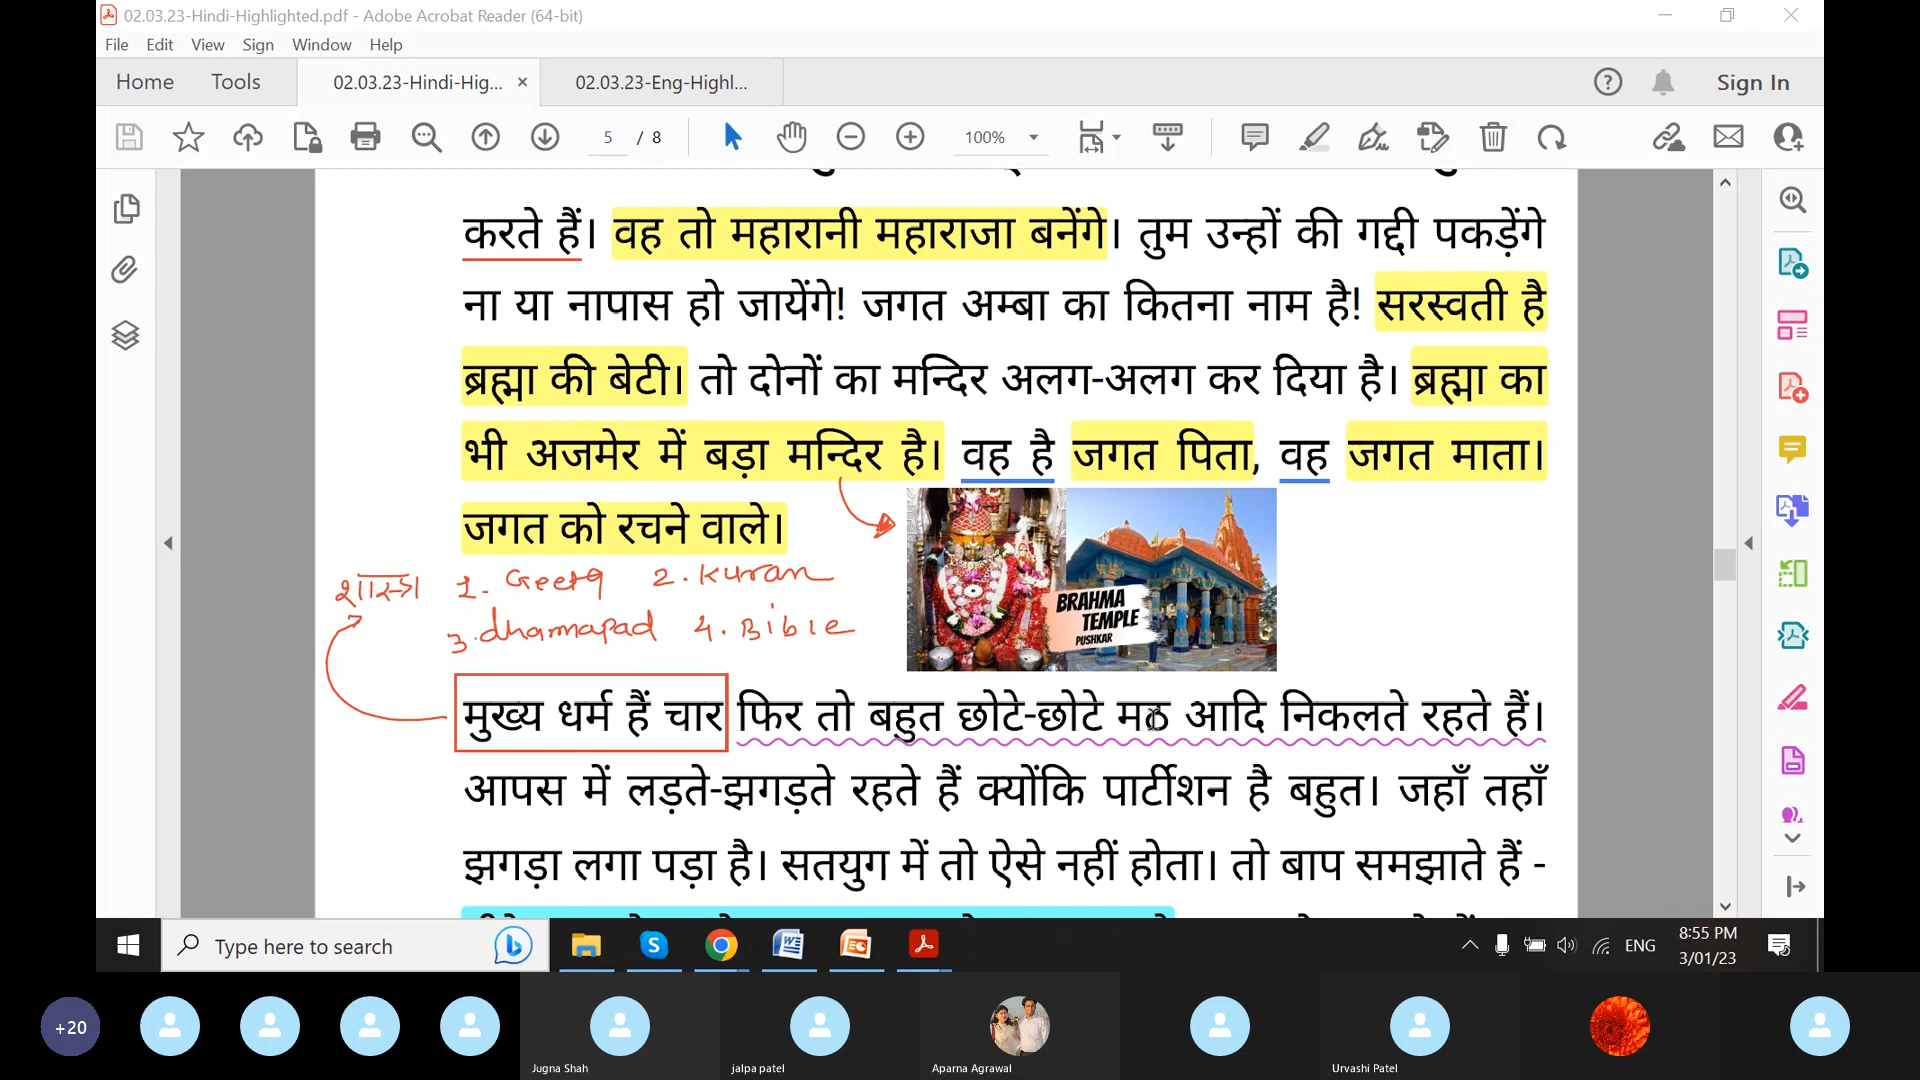 02.03.23-Hindi-Highlighted.pdf - Adobe Acrobat Reader (64-bit)
File Edit View Sign Window Help
Home Tools 02.03.23-Hindi-Hig... × 02.03.23-Eng-Highl... Sign In
5 / 8 100%
करते हैं। वह तो महारानी महाराजा बनेंगे। तुम उन्हों की गद्दी पकड़ेंगे
ना या नापास हो जायेंगे! जगत अम्बा का कितना नाम है! सरस्वती है
ब्रह्मा की बेटी। तो दोनों का मन्दिर अलग-अलग कर दिया है। ब्रह्मा का
भी अजमेर में बड़ा मन्दिर है। वह है जगत पिता, वह जगत माता।
जगत को रचने वाले।
1. Geeta 2. Kuran
3. dharmapad 4. Bible
BRAHMA
TEMPLE
PUSHKAR
मुख्य धर्म हैं चार फिर तो बहुत छोटे-छोटे मठ आदि निकलते रहते हैं।
आपस में लड़ते-झगड़ते रहते हैं क्योंकि पार्टीशन है बहुत। जहाँ तहाँ
झगड़ा लगा पड़ा है। सतयुग में तो ऐसे नहीं होता। तो बाप समझाते हैं -
Type here to search
ENG
8:55 PM
3/01/23
+20
Jugna Shah
jalpa patel
Aparna Agrawal
Urvashi Patel